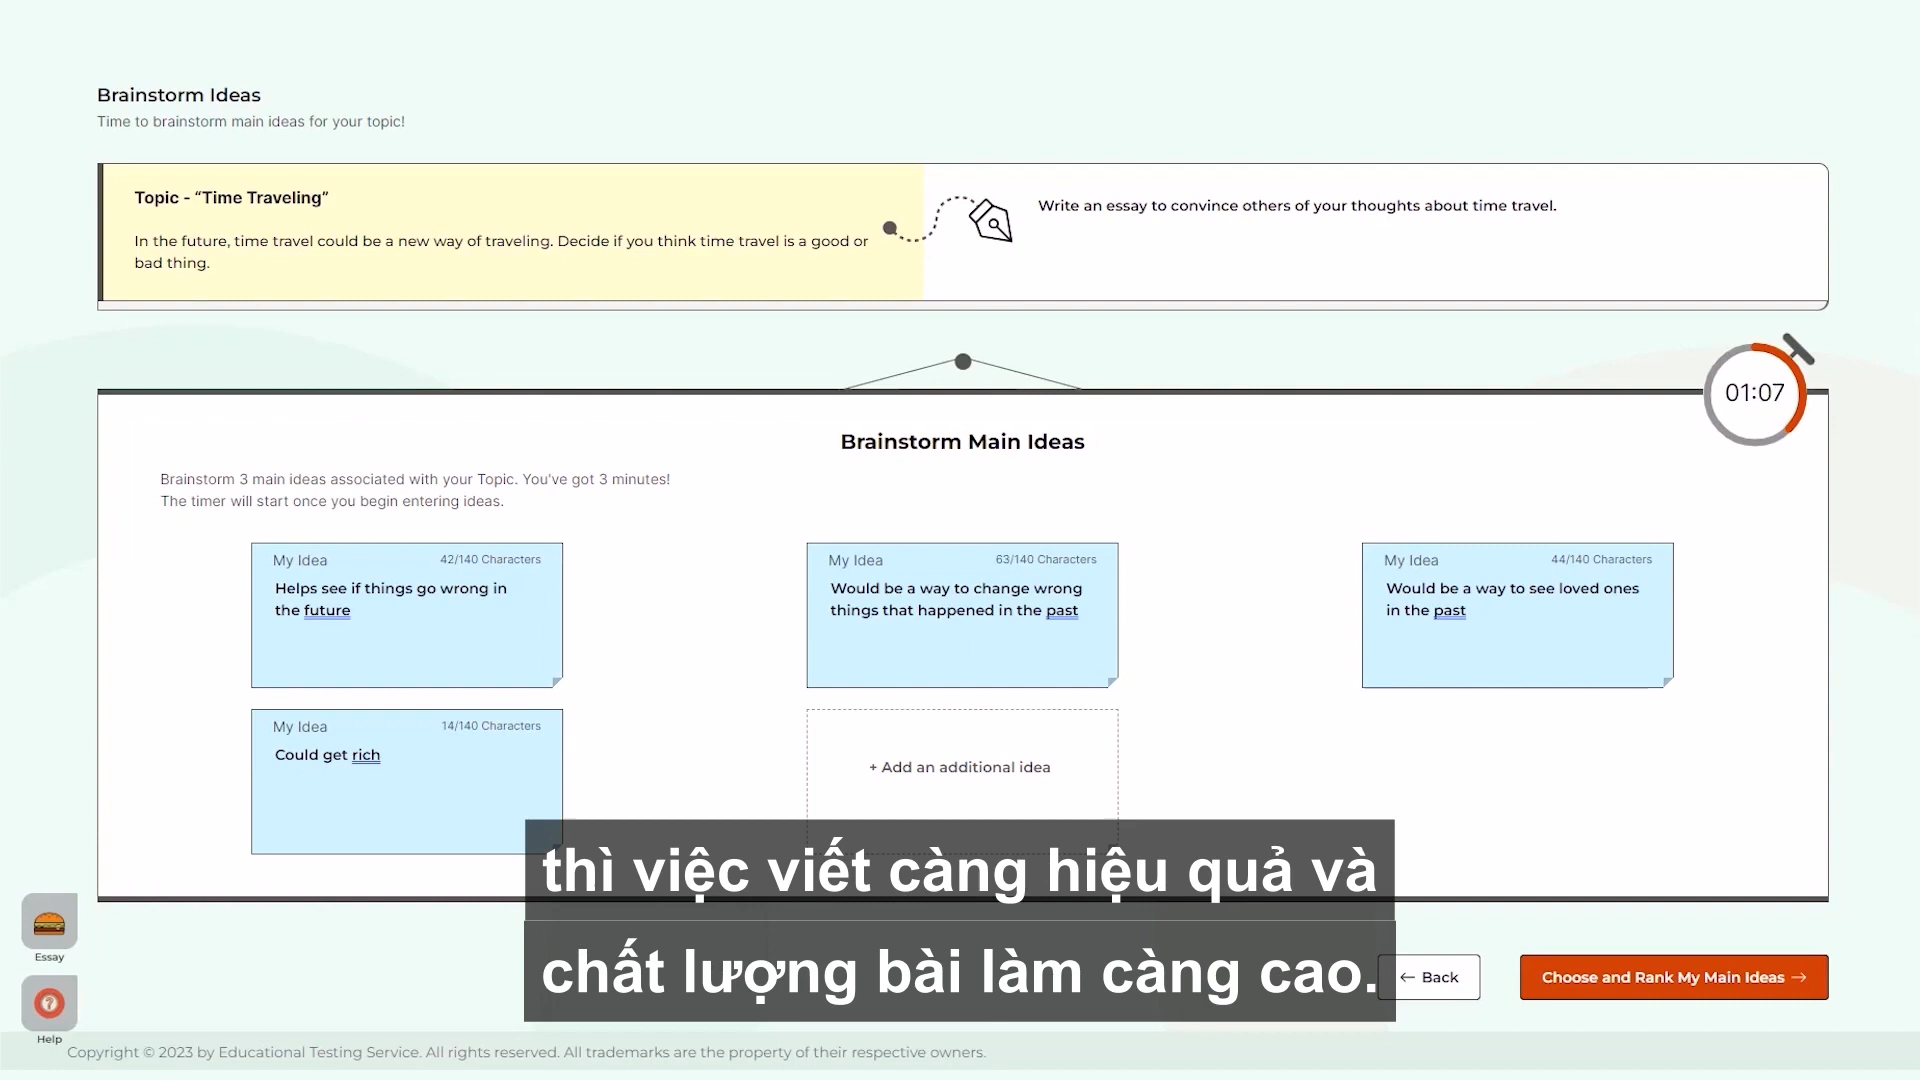 Brainstorm Ideas
Time to brainstorm main ideas for your topic!
Topic - “Time Traveling”
In the future, time travel could be a new way of traveling. Decide if you think time travel is a good or
bad thing.
Write an essay to convince others of your thoughts about time travel.
01:07
Brainstorm Main Ideas
Brainstorm 3 main ideas associated with your Topic. You've got 3 minutes!
The timer will start once you begin entering ideas.
My Idea 42/140 Characters
Helps see if things go wrong in
the future
My Idea 63/140 Characters
Would be a way to change wrong
things that happened in the past
My Idea 44/140 Characters
Would be a way to see loved ones
in the past
My Idea 14/140 Characters
Could get rich
+ Add an additional idea
thì việc viết càng hiệu quả và
chất lượng bài làm càng cao.
Essay
Help
← Back
Choose and Rank My Main Ideas →
Copyright © 2023 by Educational Testing Service. All rights reserved. All trademarks are the property of their respective owners.